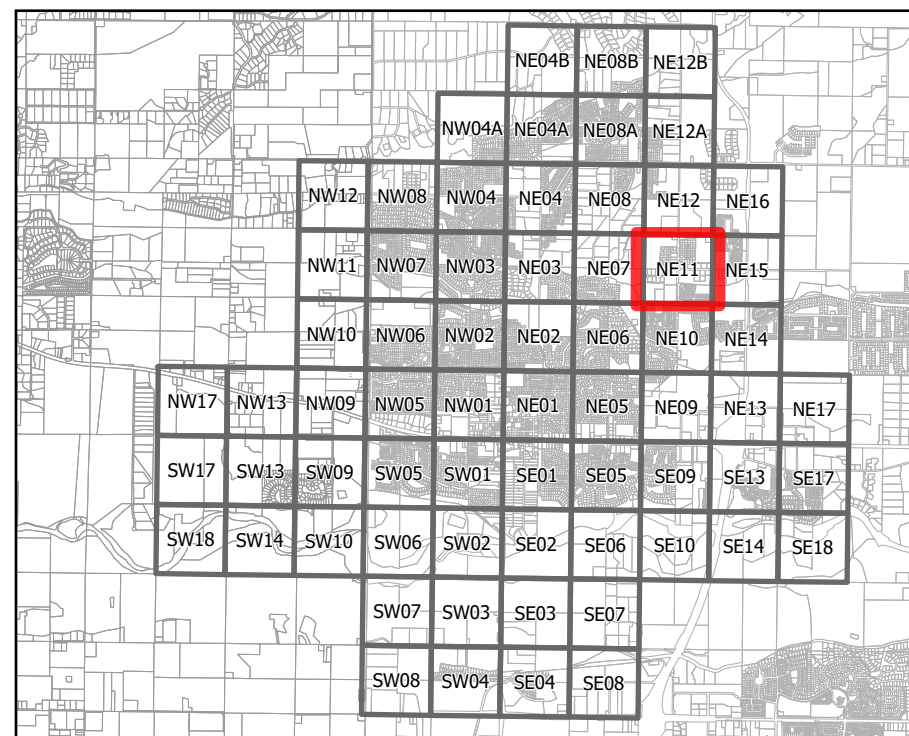 NE04B NE08B NE12B
NW04A NE04A NE08A NE12A
NW12 NW08 NW04 NE04 NE08 NE12 NE16
NW11 NW07 NW03 NE03 NE07 NE11 NE15
NW10 NW06 NW02 NE02 NE06 NE10 NE14
NW17 NW13 NW09 NW05 NW01 NE01 NE05 NE09 NE13 NE17
SW17 SW13 SW09 SW05 SW01 SE01 SE05 SE09 SE13 SE17
SW18 SW14 SW10 SW06 SW02 SE02 SE06 SE10 SE14 SE18
SW07 SW03 SE03 SE07
SW08 SW04 SE04 SE08